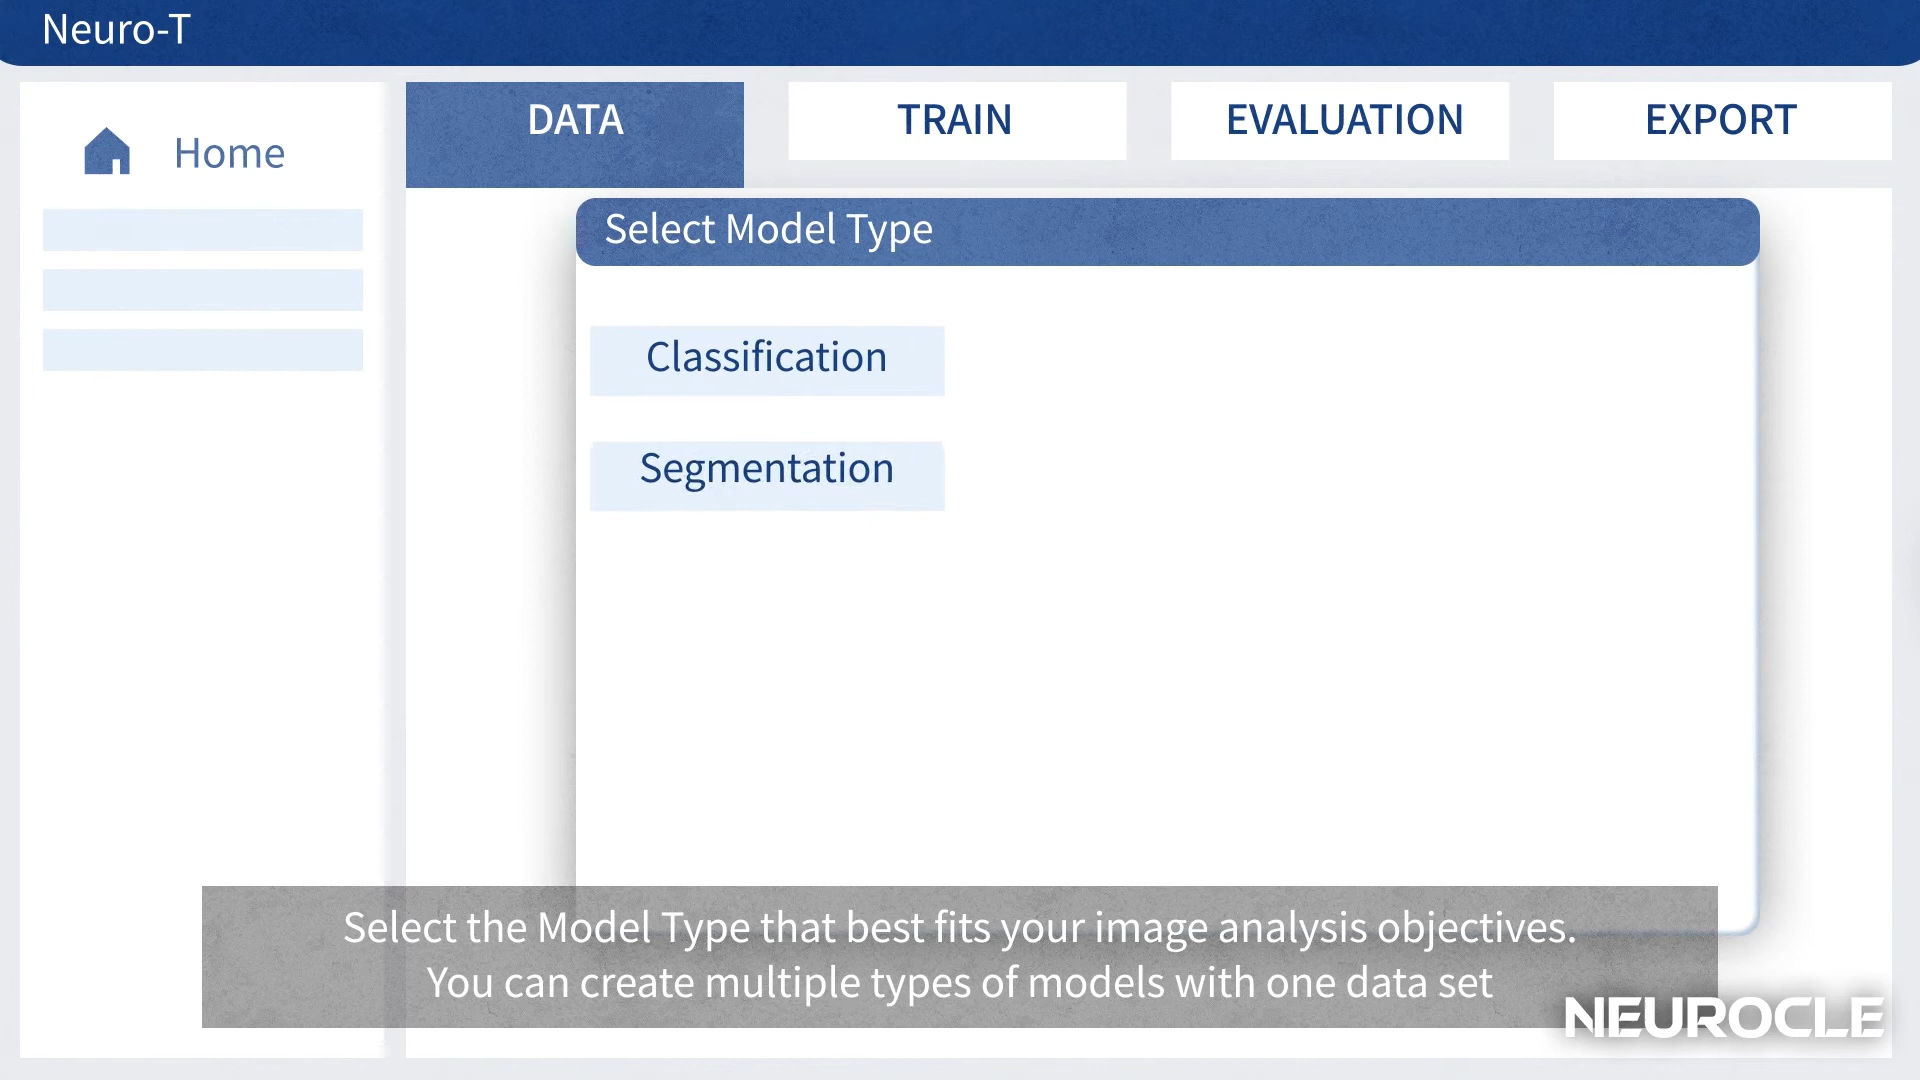 Neuro-T
Home
DATA
TRAIN
EVALUATION
EXPORT
Select Model Type
Classification
Segmentation
Select the Model Type that best fits your image analysis objectives.
You can create multiple types of models with one data set
NEUROCLE